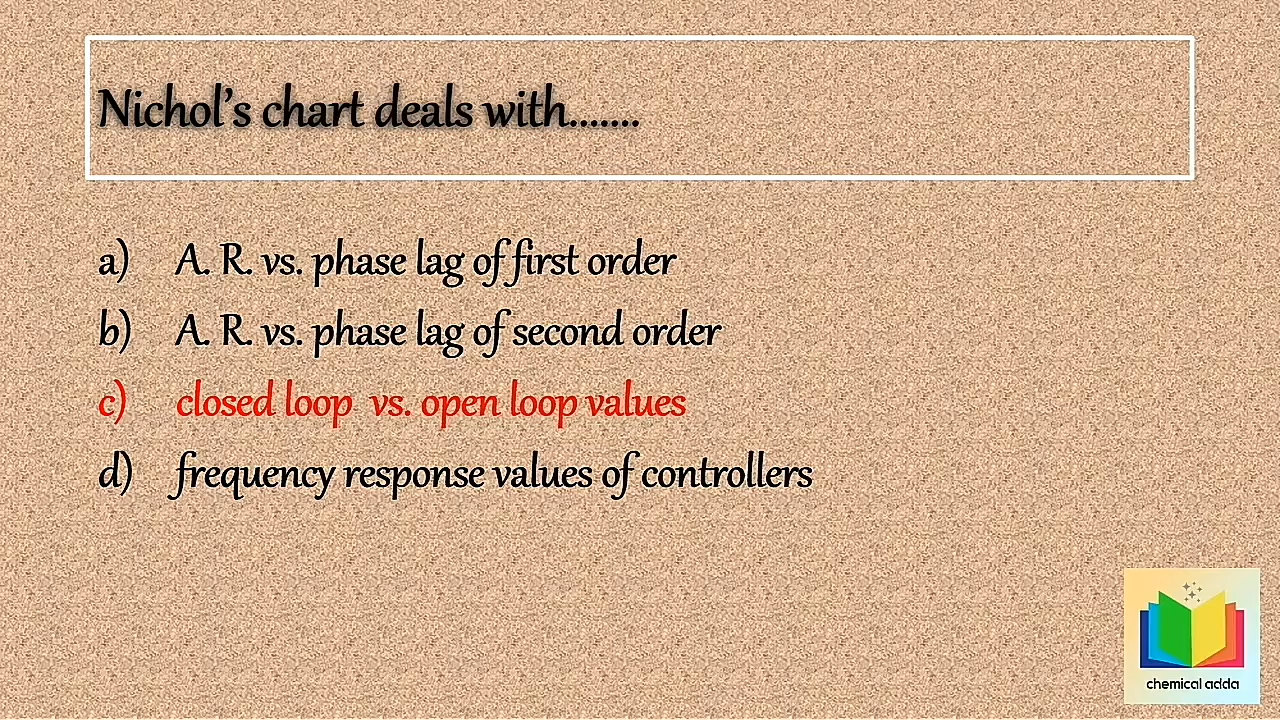 Nichol’s chart deals with.......
a) A. R. vs. phase lag of first order
b) A. R. vs. phase lag of second order
c) closed loop vs. open loop values
d) frequency response values of controllers
chemical adda